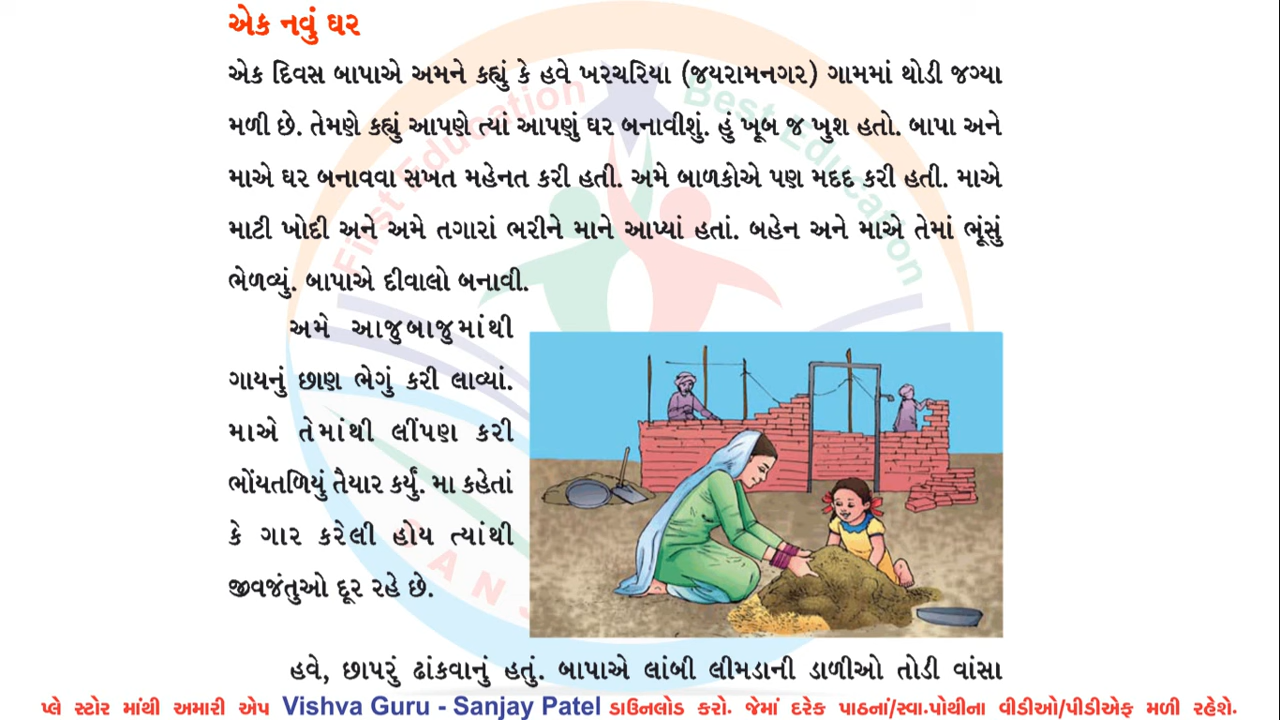 એક નવું ઘર
એક દિવસ બાપાએ અમને કહ્યું કે હવે ખરચરિયા (જયરામનગર) ગામમાં થોડી જગ્યા
મળી છે. તેમણે કહ્યું આપણે ત્યાં આપણું ઘર બનાવીશું. હું ખૂબ જ ખુશ હતો. બાપા અને
માએ ઘર બનાવવા સખત મહેનત કરી હતી. અમે બાળકોએ પણ મદદ કરી હતી. માએ
માટી ખોદી અને અમે તગારાં ભરીને માને આપ્યાં હતાં. બહેન અને માએ તેમાં ભૂંસું
ભેળવ્યું. બાપાએ દીવાલો બનાવી.
અમે આજુબાજુમાંથી
ગાયનું છાણ ભેગું કરી લાવ્યાં.
માએ તેમાંથી લીંપણ કરી
ભોંયતળિયું તૈયાર કર્યું. મા કહેતાં
કે ગાર કરેલી હોય ત્યાંથી
જીવજંતુઓ દૂર રહે છે.
હવે, છાપરું ઢાંકવાનું હતું. બાપાએ લાંબી લીમડાની ડાળીઓ તોડી વાંસા
પ્લે સ્ટોર માંથી અમારી એપ Vishva Guru - Sanjay Patel ડાઉનલોડ કરો. જેમાં દરેક પાઠનાં/સ્વા.પોથીના વીડીઓ/પીડીએફ મળી રહેશે.
First Education
Best Education